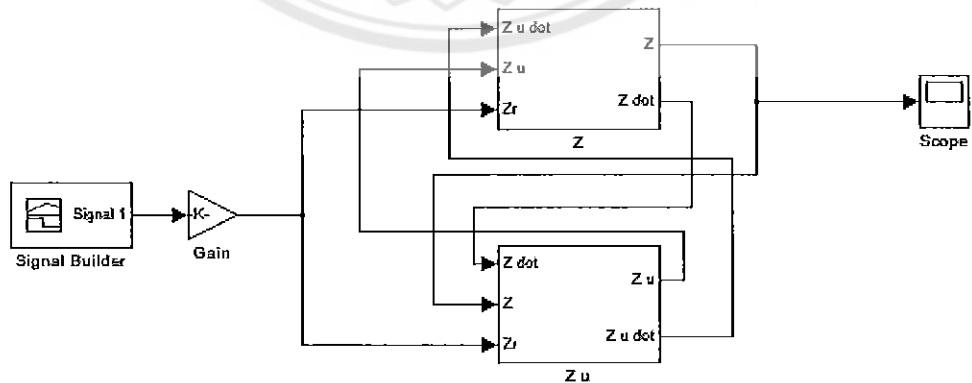 Z u dot
Z u
Zr
Z
Z dot
Z
Scope
Signal 1
Signal Builder
-K-
Gain
Z dot
Z
Zr
Z u
Z u dot
Z u